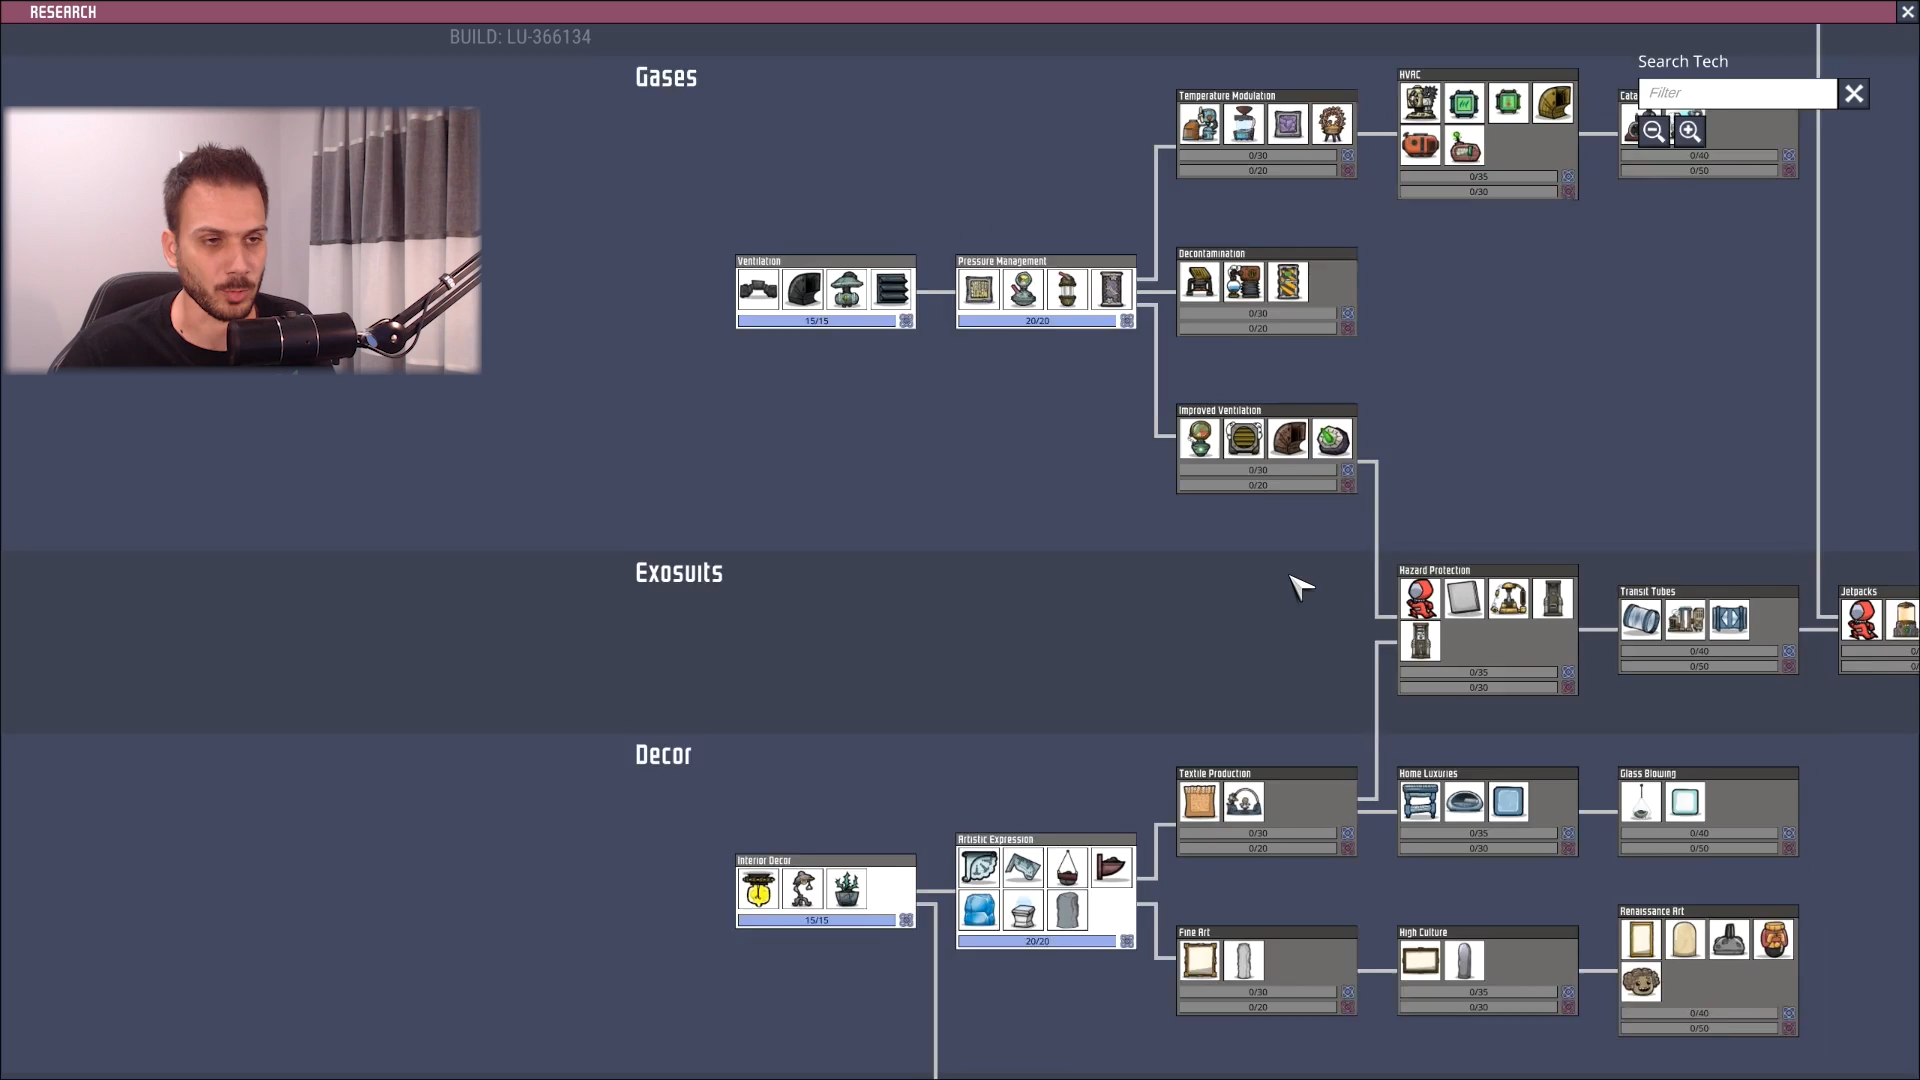 RESEARCH
BUILD: LU-366134
Search Tech
Filter
Gases
HVAC
0/35
0/30
Temperature Modulation
0/30
0/20
Cata
0/40
0/50
Ventilation
15/15
Pressure Management
20/20
Decontamination
0/30
0/20
Improved Ventilation
0/30
0/20
Exosuits
Hazard Protection
0/35
0/30
Transit Tubes
0/40
0/50
Jetpacks
0/
0/
Decor
Textile Production
0/30
0/20
Home Luxuries
0/35
0/30
Glass Blowing
0/40
0/50
Interior Decor
15/15
Artistic Expression
20/20
Fine Art
0/30
0/20
High Culture
0/35
0/30
Renaissance Art
0/40
0/50